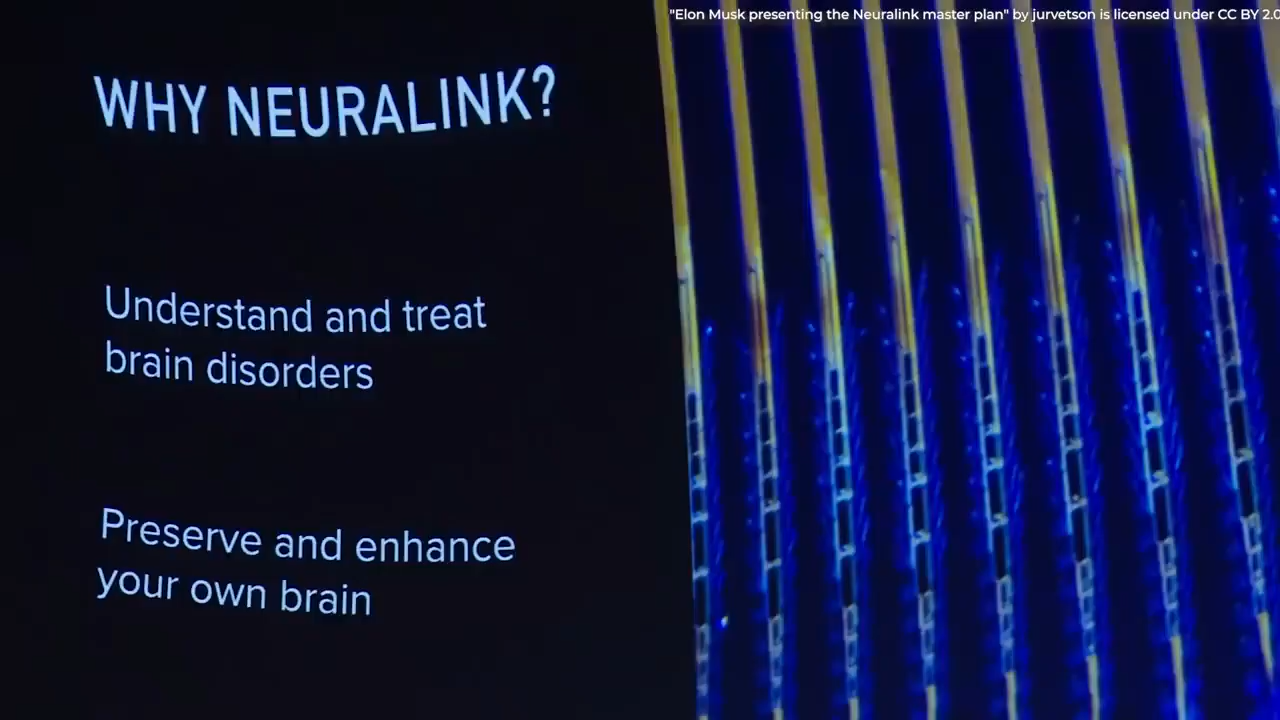 "Elon Musk presenting the Neuralink master plan" by jurvetson is licensed under CC BY 2.0
WHY NEURALINK?
Understand and treat
brain disorders
Preserve and enhance
your own brain